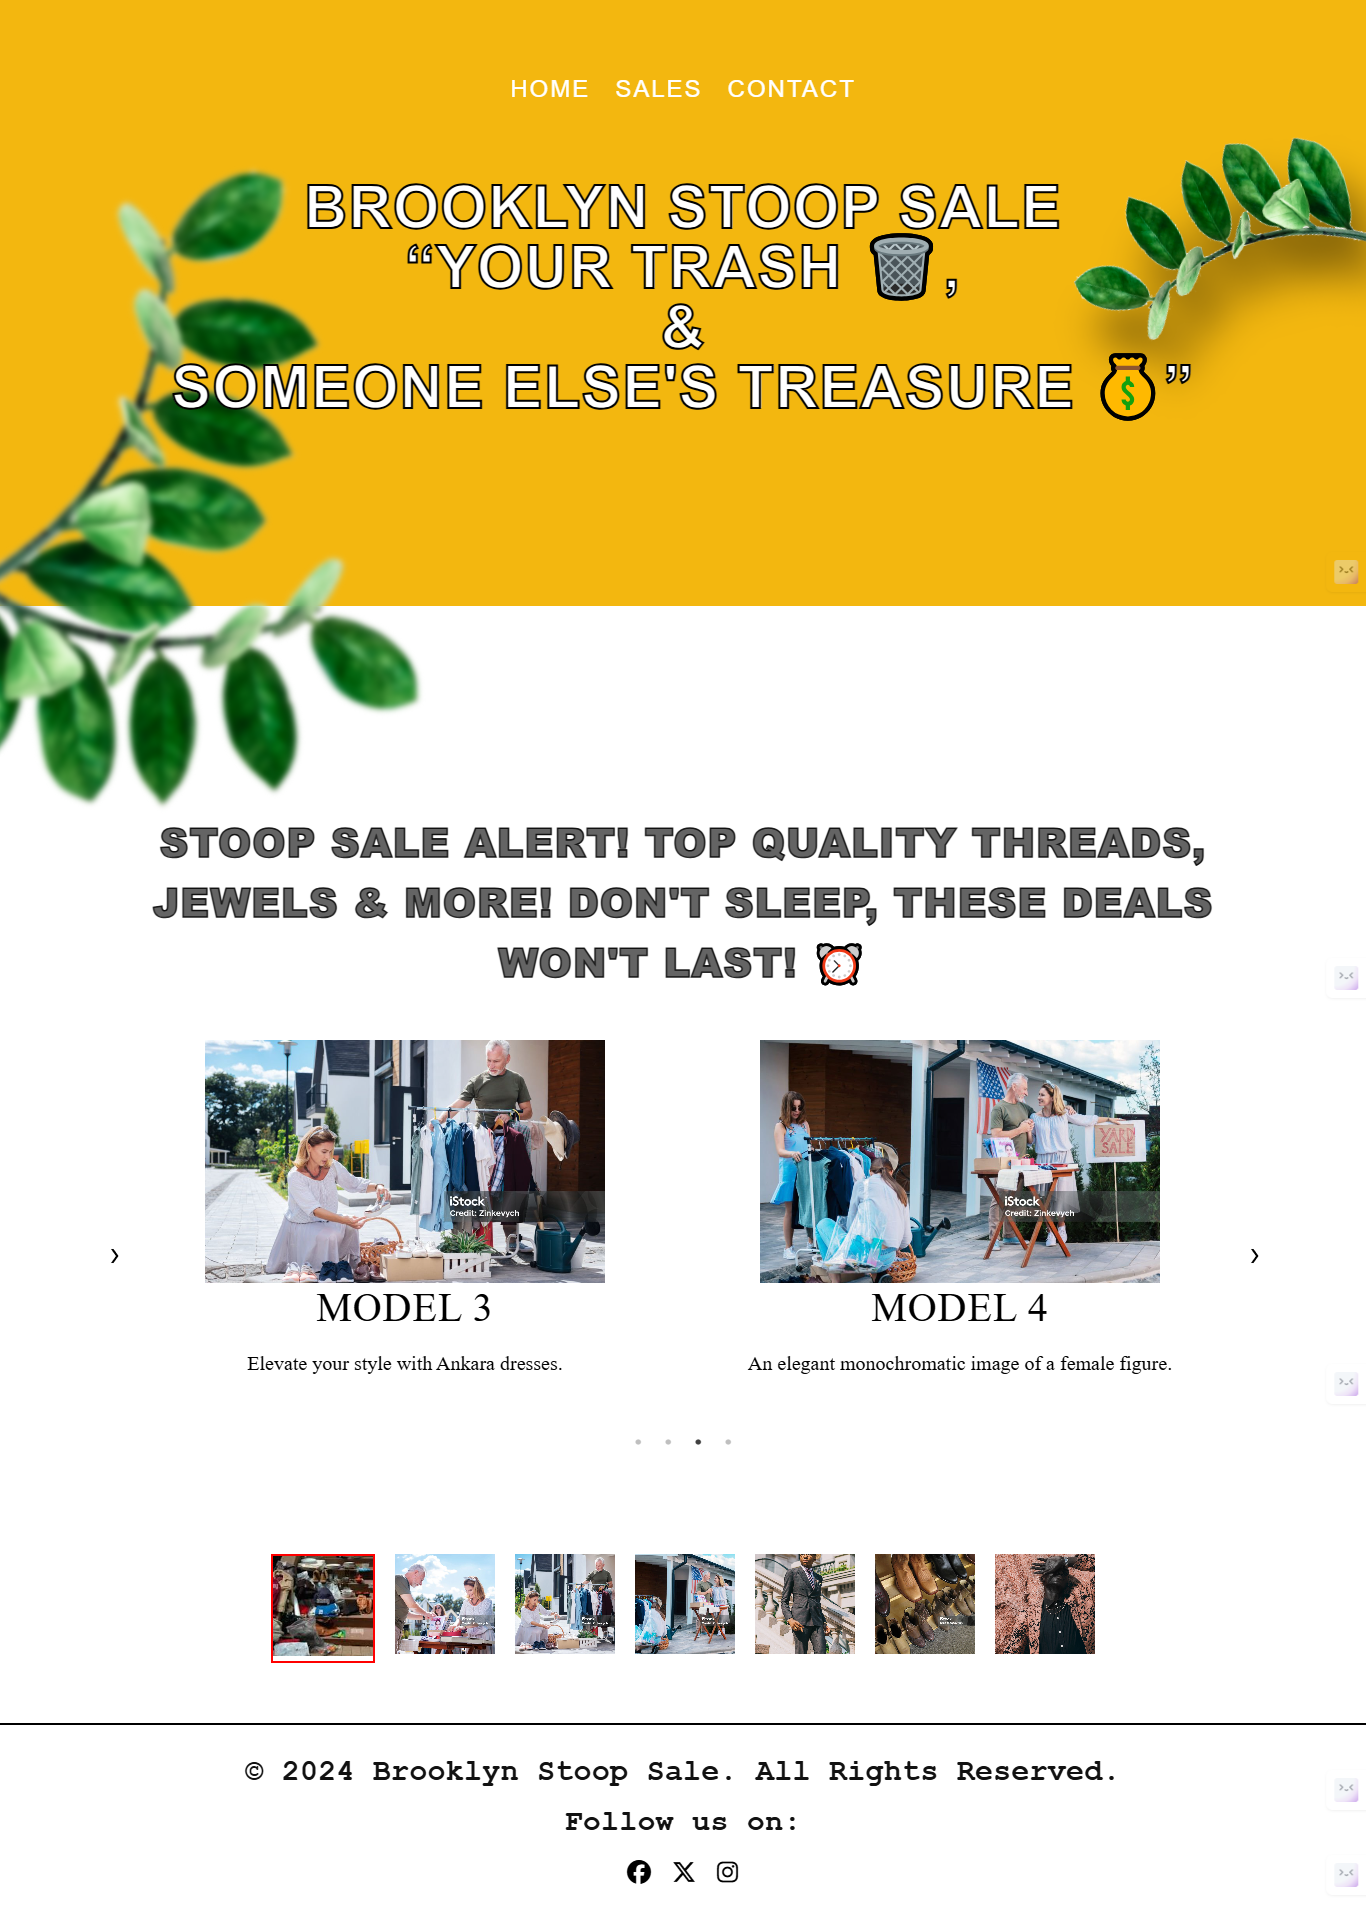 HOME SALES CONTACT
BROOKLYN STOOP SALE
“YOUR TRASH 🗑️,
&
SOMEONE ELSE'S TREASURE 💰”
STOOP SALE ALERT! TOP QUALITY THREADS,
JEWELS & MORE! DON'T SLEEP, THESE DEALS
WON'T LAST! ⏰
iStock
Credit: Zinkevych
YARD
SALE
iStock
Credit: Zinkevych
› ›
MODEL 3
MODEL 4
Elevate your style with Ankara dresses.
An elegant monochromatic image of a female figure.
© 2024 Brooklyn Stoop Sale. All Rights Reserved.
Follow us on: